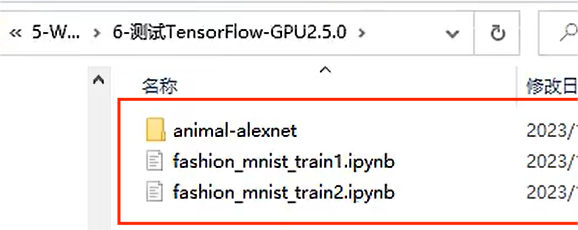 « 5-W... > 6-测试TensorFlow-GPU2.5.0 >
名称 修改日
animal-alexnet 2023/
fashion_mnist_train1.ipynb 2023/
fashion_mnist_train2.ipynb 2023/